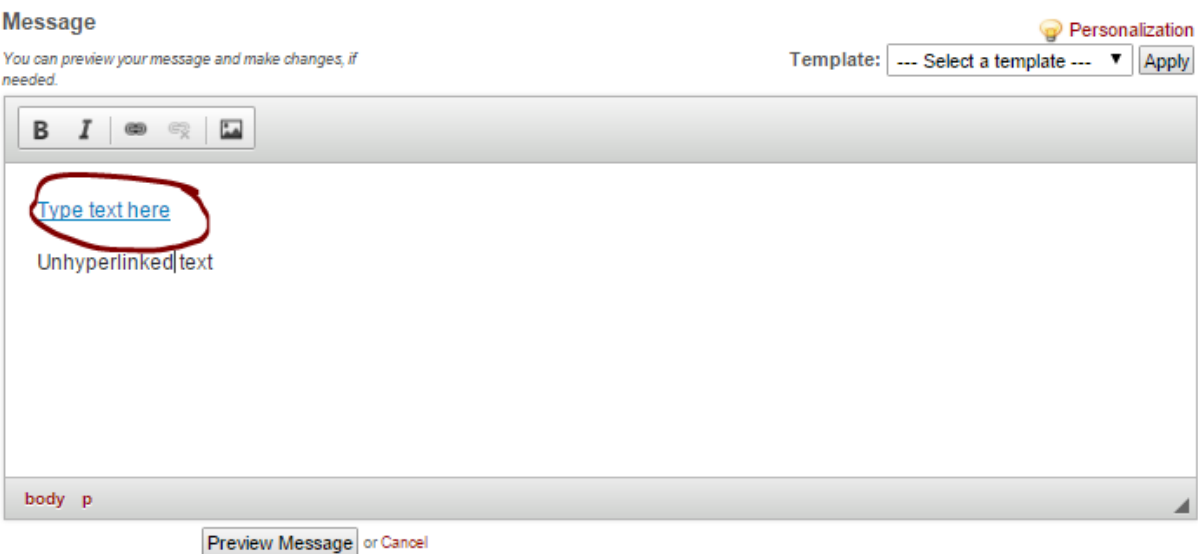 Message
Personalization
You can preview your message and make changes, if
needed.
Template: --- Select a template --- ▼ Apply
B I
Type text here
Unhyperlinked text
body p
Preview Message or Cancel